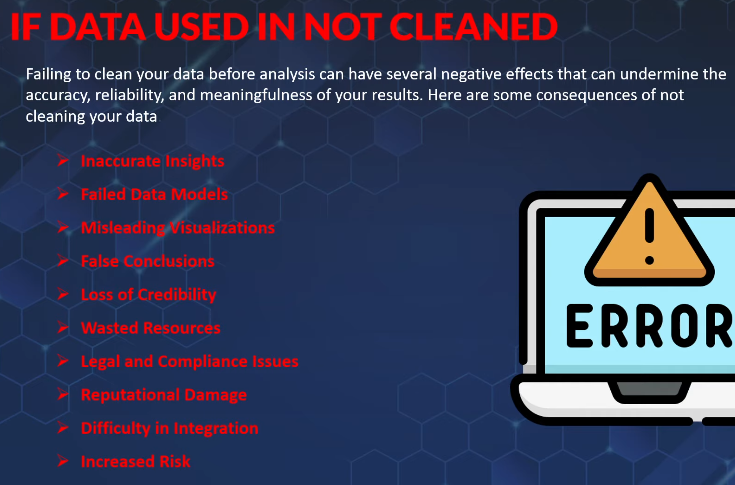 IF DATA USED IN NOT CLEANED
Failing to clean your data before analysis can have several negative effects that can undermine the
accuracy, reliability, and meaningfulness of your results. Here are some consequences of not
cleaning your data
➢ Inaccurate Insights
➢ Failed Data Models
➢ Misleading Visualizations
➢ False Conclusions
➢ Loss of Credibility
➢ Wasted Resources
➢ Legal and Compliance Issues
➢ Reputational Damage
➢ Difficulty in Integration
➢ Increased Risk
!
ERROR